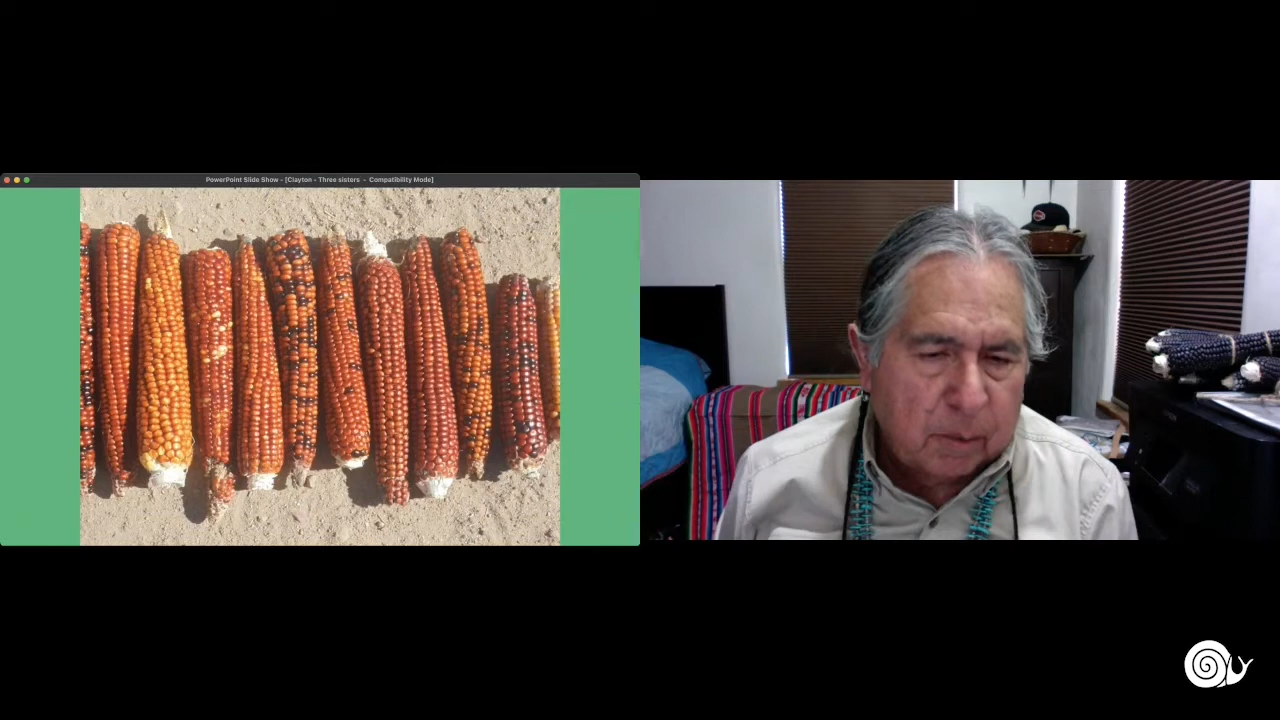 PowerPoint Slide Show - [Clayton - Three sisters - Compatibility Mode]